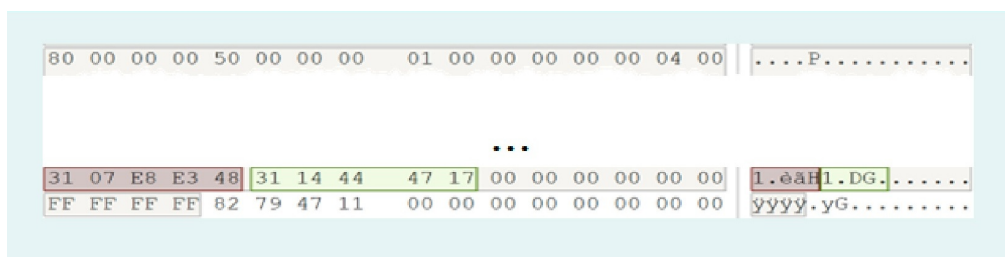 80 00 00 00 50 00 00 00 01 00 00 00 00 00 04 00 ....P...........
...
31 07 E8 E3 48 31 14 44 47 17 00 00 00 00 00 00 1.èãH1.DG.......
FF FF FF FF 82 79 47 11 00 00 00 00 00 00 00 00 ÿÿÿÿ.yG.........